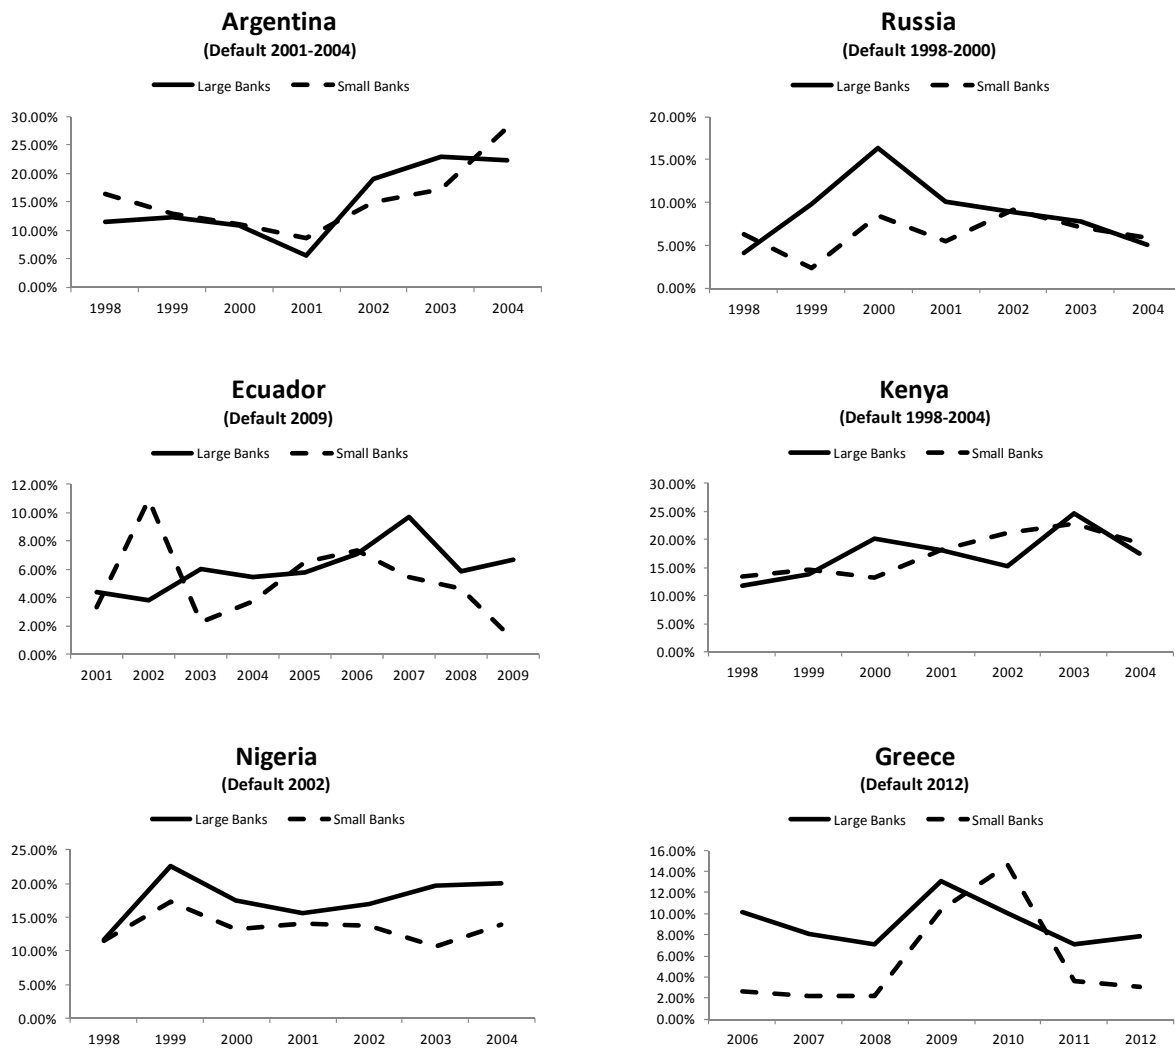 Argentina
(Default 2001-2004)
Large Banks Small Banks
30.00%
25.00%
20.00%
15.00%
10.00%
5.00%
0.00%
1998 1999 2000 2001 2002 2003 2004
Russia
(Default 1998-2000)
Large Banks Small Banks
20.00%
15.00%
10.00%
5.00%
0.00%
1998 1999 2000 2001 2002 2003 2004
Ecuador
(Default 2009)
Large Banks Small Banks
12.00%
10.00%
8.00%
6.00%
4.00%
2.00%
0.00%
2001 2002 2003 2004 2005 2006 2007 2008 2009
Kenya
(Default 1998-2004)
Large Banks Small Banks
30.00%
25.00%
20.00%
15.00%
10.00%
5.00%
0.00%
1998 1999 2000 2001 2002 2003 2004
Nigeria
(Default 2002)
Large Banks Small Banks
25.00%
20.00%
15.00%
10.00%
5.00%
0.00%
1998 1999 2000 2001 2002 2003 2004
Greece
(Default 2012)
Large Banks Small Banks
16.00%
14.00%
12.00%
10.00%
8.00%
6.00%
4.00%
2.00%
0.00%
2006 2007 2008 2009 2010 2011 2012